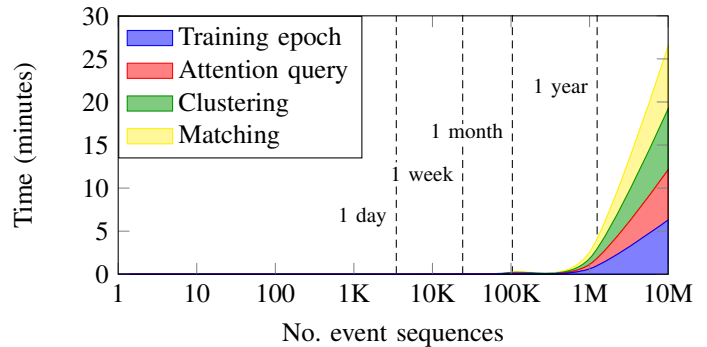 30
25
20
15
10
5
0
Time (minutes)
Training epoch
Attention query
Clustering
Matching
1 day
1 week
1 month
1 year
1 10 100 1K 10K 100K 1M 10M
No. event sequences